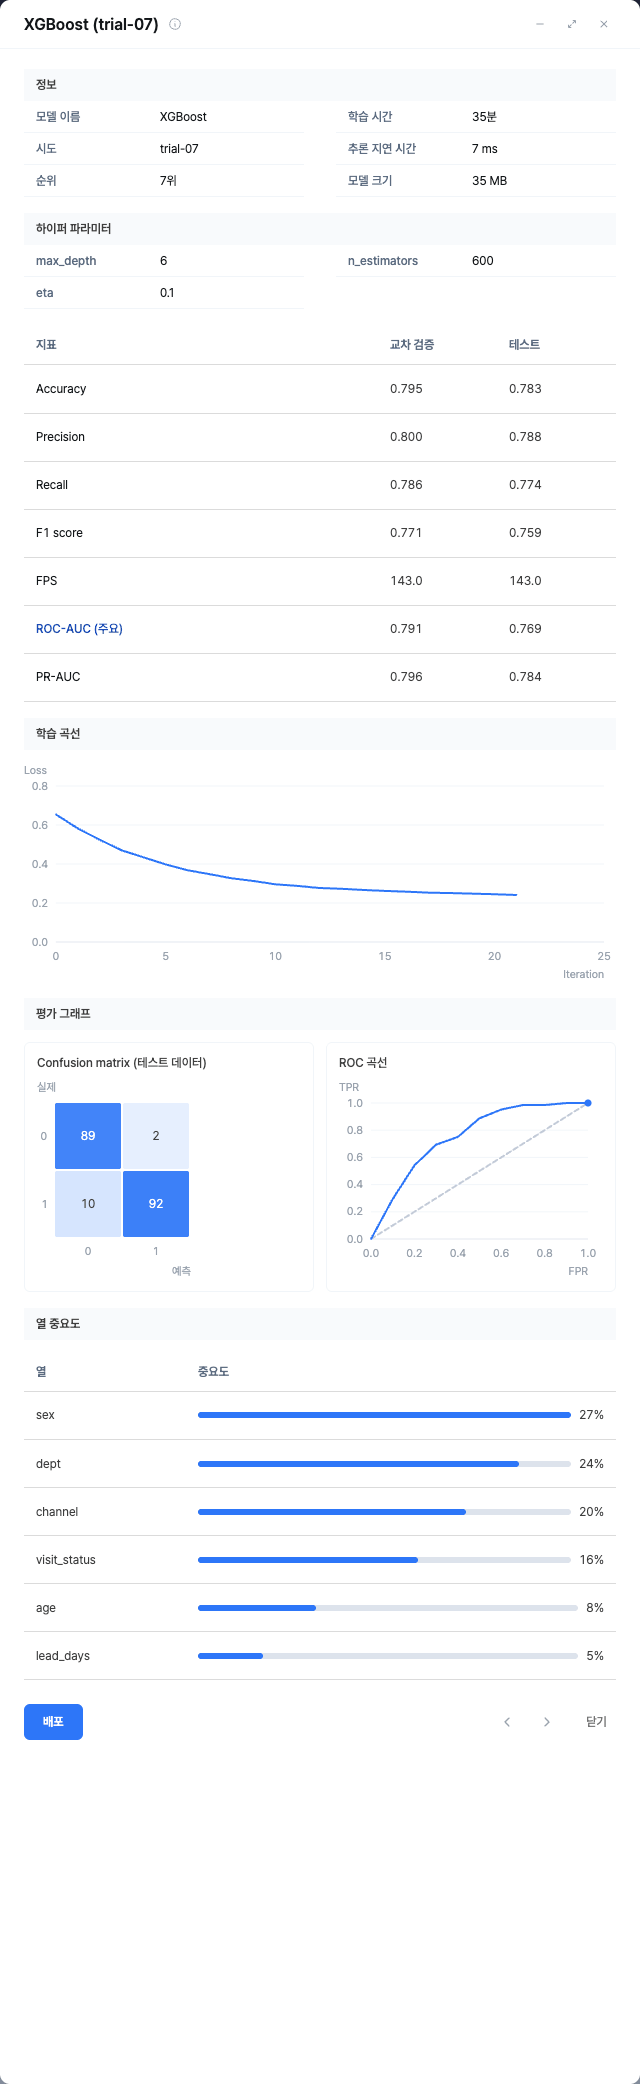 XGBoost (trial-07)
정보
모델 이름 XGBoost 학습 시간 35분
시도 trial-07 추론 지연 시간 7 ms
순위 7위 모델 크기 35 MB
하이퍼 파라미터
max_depth 6 n_estimators 600
eta 0.1
지표 교차 검증 테스트
Accuracy 0.795 0.783
Precision 0.800 0.788
Recall 0.786 0.774
F1 score 0.771 0.759
FPS 143.0 143.0
ROC-AUC (주요) 0.791 0.769
PR-AUC 0.796 0.784
학습 곡선
Loss
0.8
0.6
0.4
0.2
0.0
0 5 10 15 20 25
Iteration
평가 그래프
Confusion matrix (테스트 데이터)
실제
0 89 2
1 10 92
0 1
예측
ROC 곡선
TPR
1.0
0.8
0.6
0.4
0.2
0.0
0.0 0.2 0.4 0.6 0.8 1.0
FPR
열 중요도
열 중요도
sex 27%
dept 24%
channel 20%
visit_status 16%
age 8%
lead_days 5%
배포 닫기